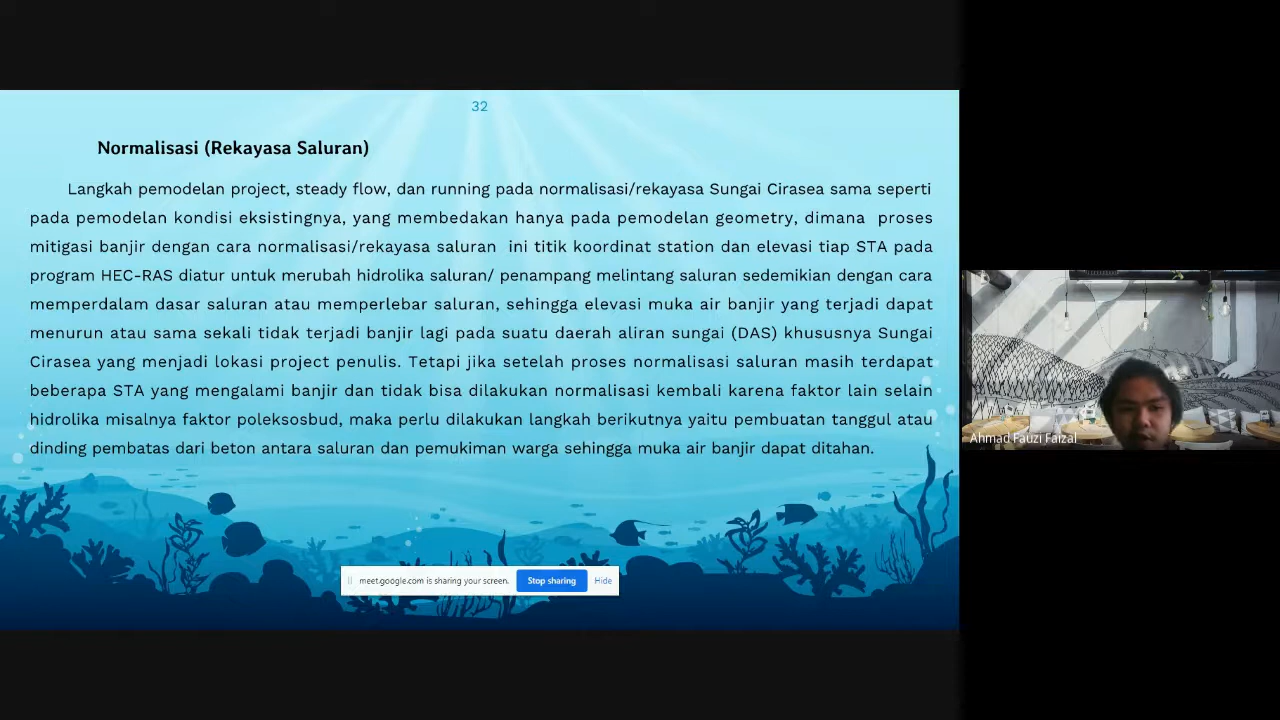 32
Normalisasi (Rekayasa Saluran)
Langkah pemodelan project, steady flow, dan running pada normalisasi/rekayasa Sungai Cirasea sama seperti
pada pemodelan kondisi eksistingnya, yang membedakan hanya pada pemodelan geometry, dimana proses
mitigasi banjir dengan cara normalisasi/rekayasa saluran ini titik koordinat station dan elevasi tiap STA pada
program HEC-RAS diatur untuk merubah hidrolika saluran/ penampang melintang saluran sedemikian dengan cara
memperdalam dasar saluran atau memperlebar saluran, sehingga elevasi muka air banjir yang terjadi dapat
menurun atau sama sekali tidak terjadi banjir lagi pada suatu daerah aliran sungai (DAS) khususnya Sungai
Cirasea yang menjadi lokasi project penulis. Tetapi jika setelah proses normalisasi saluran masih terdapat
beberapa STA yang mengalami banjir dan tidak bisa dilakukan normalisasi kembali karena faktor lain selain
hidrolika misalnya faktor poleksosbud, maka perlu dilakukan langkah berikutnya yaitu pembuatan tanggul atau
dinding pembatas dari beton antara saluran dan pemukiman warga sehingga muka air banjir dapat ditahan.
meet.google.com is sharing your screen.
Stop sharing
Hide
Ahmad Fauzi Faizal